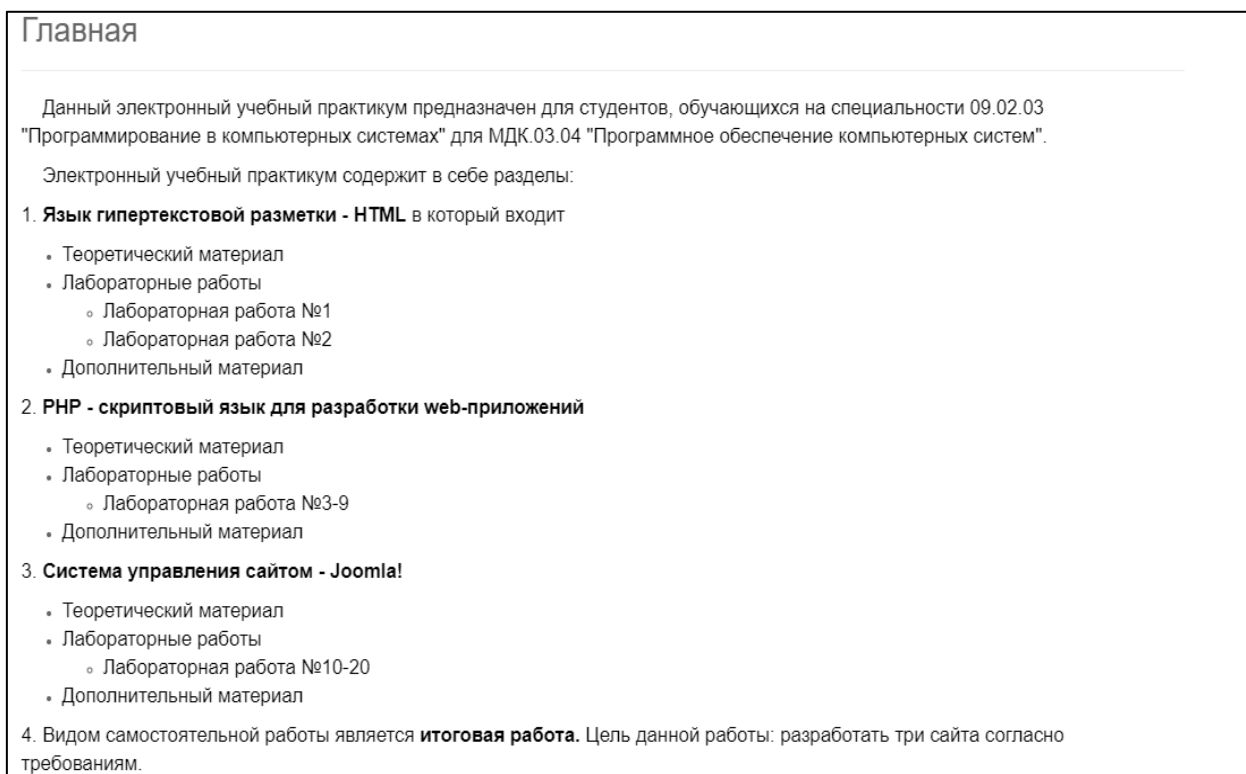 Главная
Данный электронный учебный практикум предназначен для студентов, обучающихся на специальности 09.02.03
"Программирование в компьютерных системах" для МДК.03.04 "Программное обеспечение компьютерных систем".
Электронный учебный практикум содержит в себе разделы:
1. Язык гипертекстовой разметки - HTML в который входит
• Теоретический материал
• Лабораторные работы
◦ Лабораторная работа №1
◦ Лабораторная работа №2
• Дополнительный материал
2. PHP - скриптовый язык для разработки web-приложений
• Теоретический материал
• Лабораторные работы
◦ Лабораторная работа №3-9
• Дополнительный материал
3. Система управления сайтом - Joomla!
• Теоретический материал
• Лабораторные работы
◦ Лабораторная работа №10-20
• Дополнительный материал
4. Видом самостоятельной работы является итоговая работа. Цель данной работы: разработать три сайта согласно
требованиям.